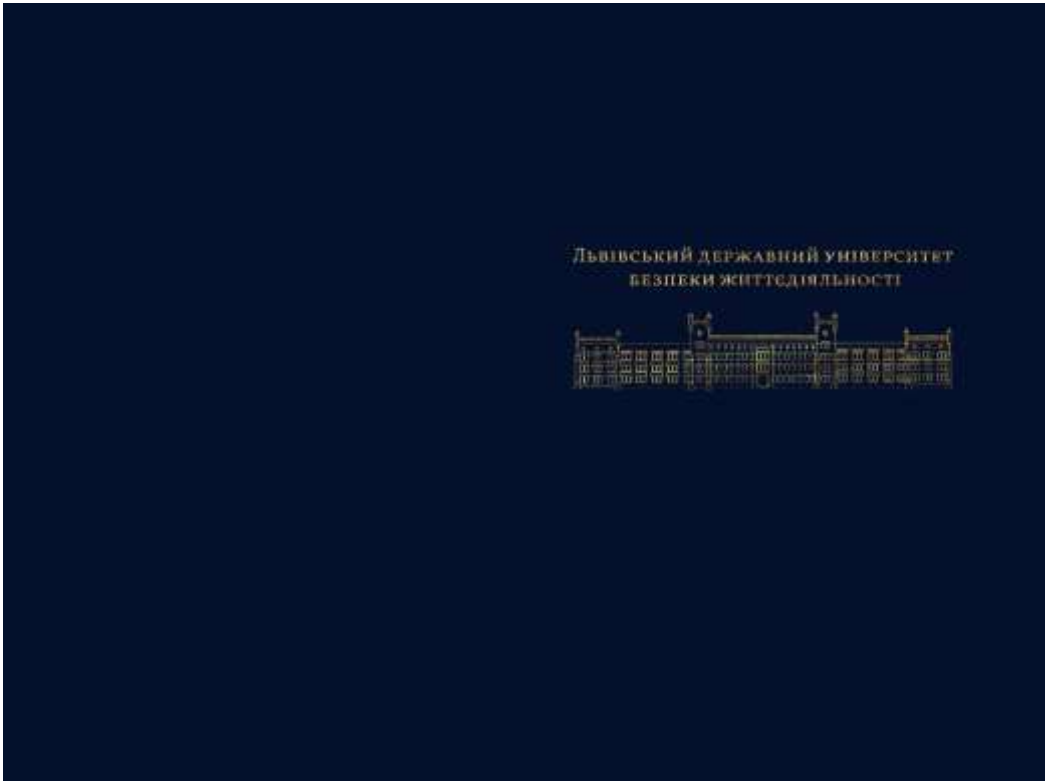 Львівський державний університет
безпеки життєдіяльності